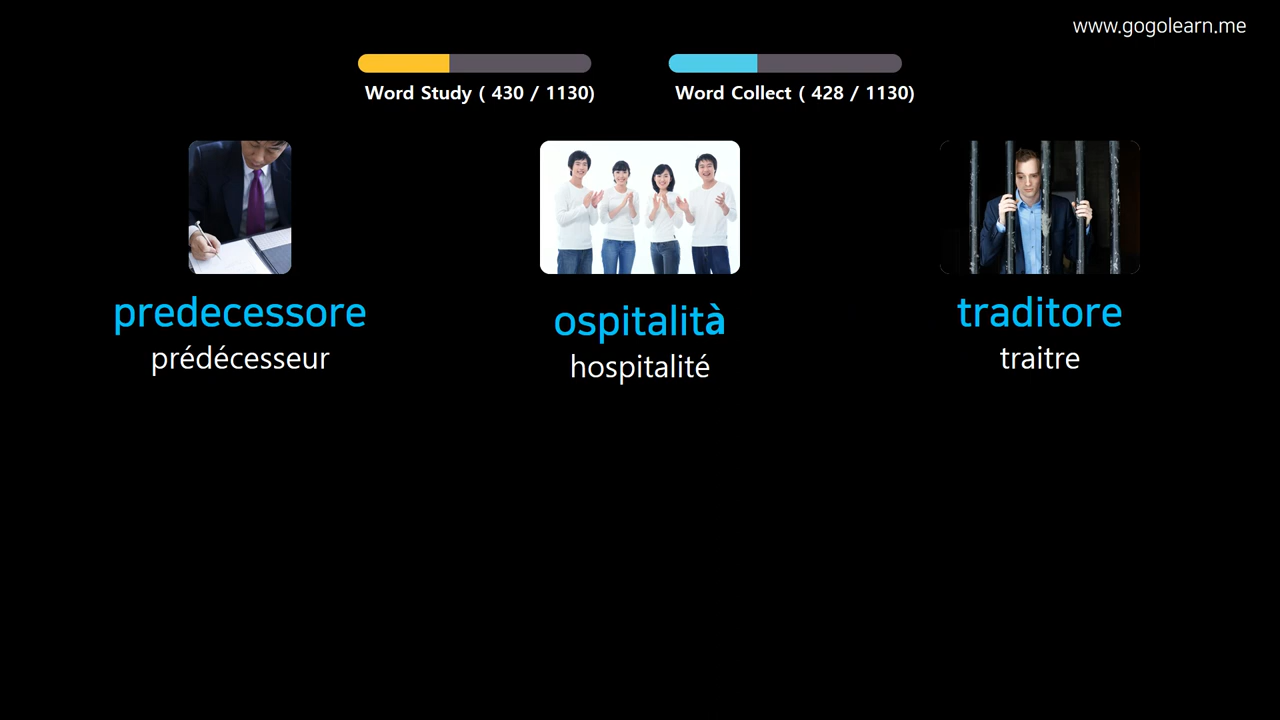 www.gogolearn.me
Word Study ( 430 / 1130)
Word Collect ( 428 / 1130)
predecessore
prédécesseur
ospitalità
hospitalité
traditore
traitre